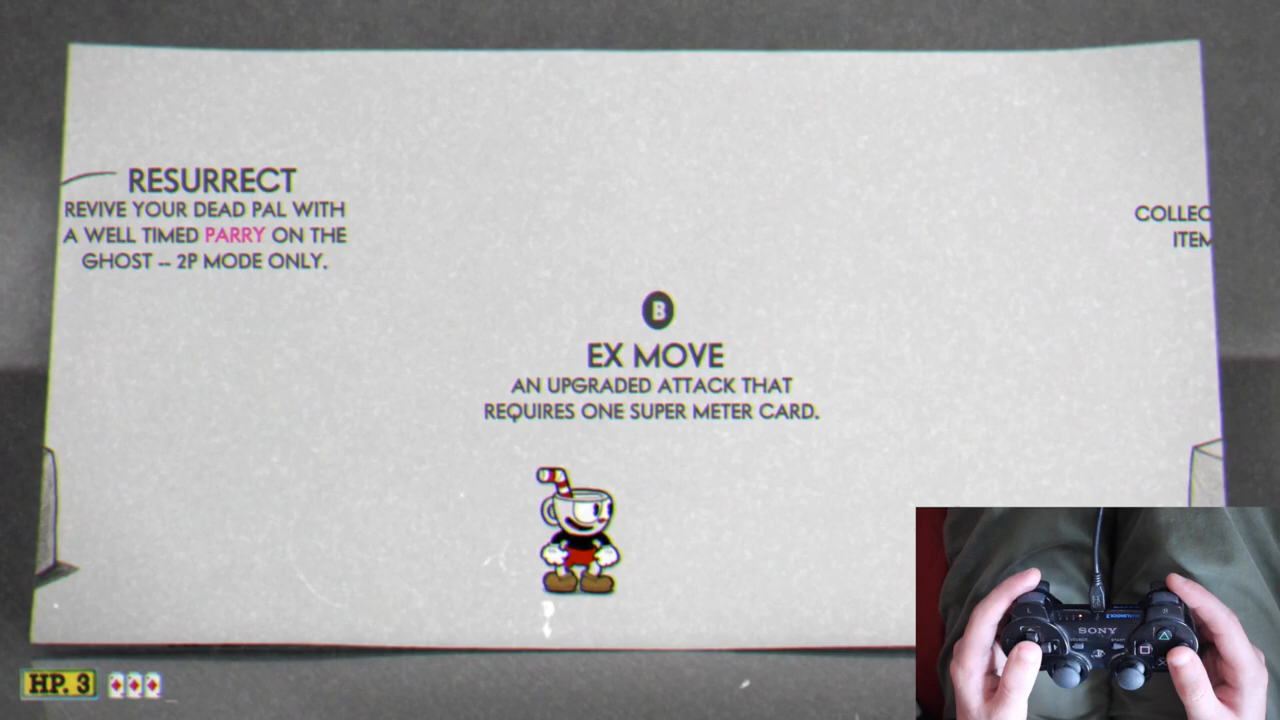 RESURRECT
REVIVE YOUR DEAD PAL WITH
A WELL TIMED PARRY ON THE
GHOST -- 2P MODE ONLY.
COLLEC
ITEM
B
EX MOVE
AN UPGRADED ATTACK THAT
REQUIRES ONE SUPER METER CARD.
HP. 3
SONY